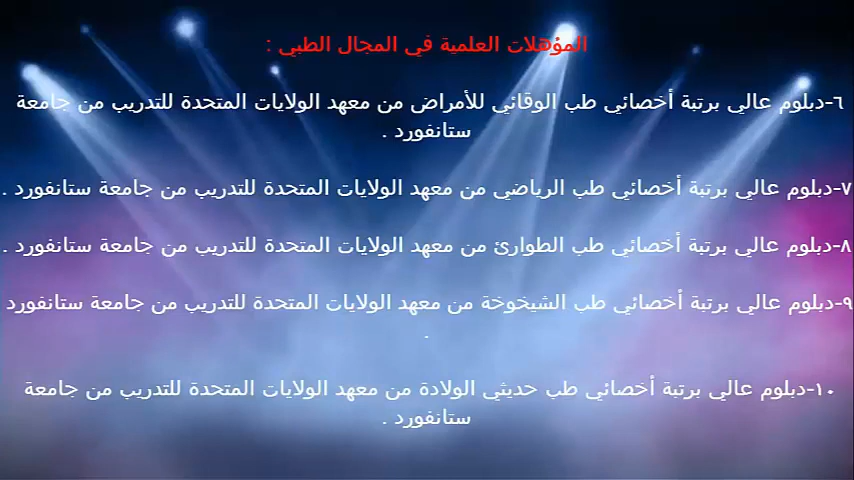 المؤهلات العلمية في المجال الطبي :
٦-دبلوم عالي برتبة أخصائي طب الوقائي للأمراض من معهد الولايات المتحدة للتدريب من جامعة
ستانفورد .
٧-دبلوم عالي برتبة أخصائي طب الرياضي من معهد الولايات المتحدة للتدريب من جامعة ستانفورد .
٨-دبلوم عالي برتبة أخصائي طب الطوارئ من معهد الولايات المتحدة للتدريب من جامعة ستانفورد .
٩-دبلوم عالي برتبة أخصائي طب الشيخوخة من معهد الولايات المتحدة للتدريب من جامعة ستانفورد
.
١٠-دبلوم عالي برتبة أخصائي طب حديثي الولادة من معهد الولايات المتحدة للتدريب من جامعة
ستانفورد .